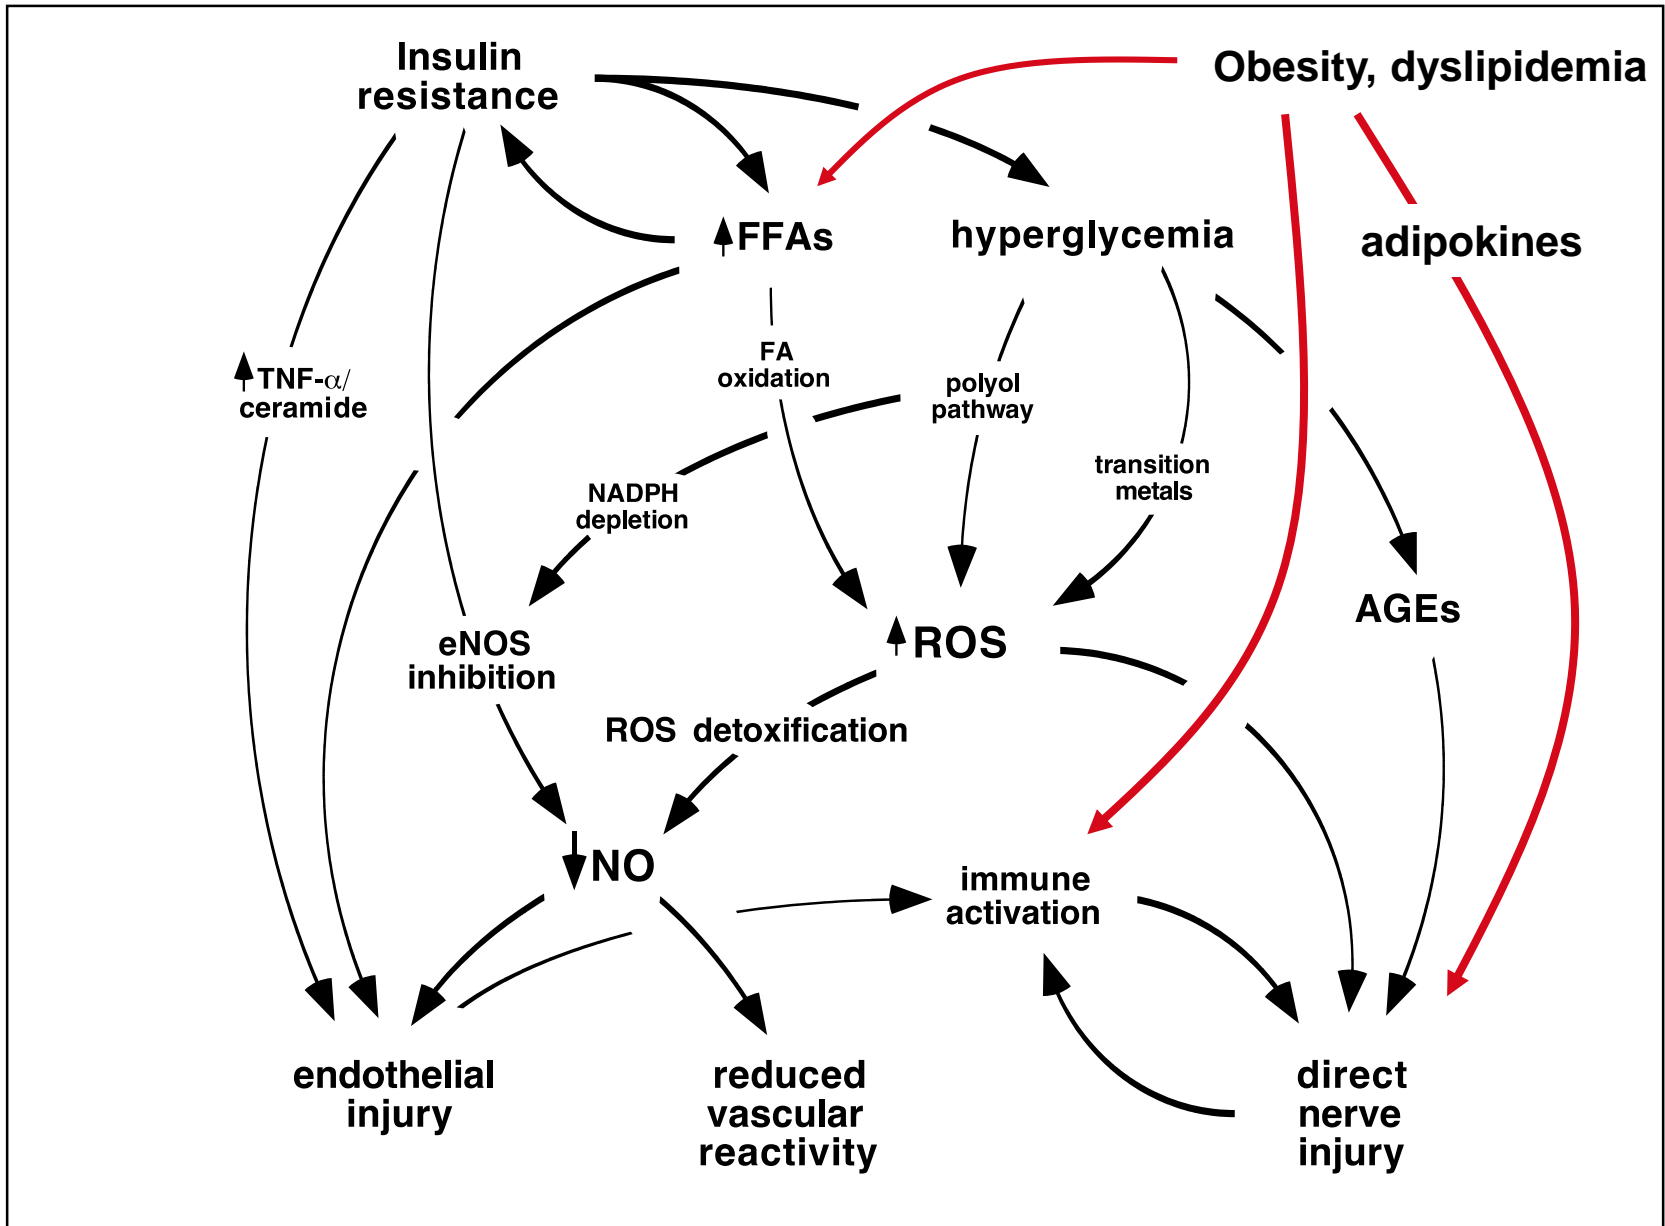 Insulin
resistance
Obesity, dyslipidemia
FFAs
hyperglycemia
adipokines
TNF-α/
ceramide
FA
oxidation
polyol
pathway
transition
metals
NADPH
depletion
AGEs
eNOS
inhibition
ROS
ROS detoxification
NO
immune
activation
endothelial
injury
reduced
vascular
reactivity
direct
nerve
injury